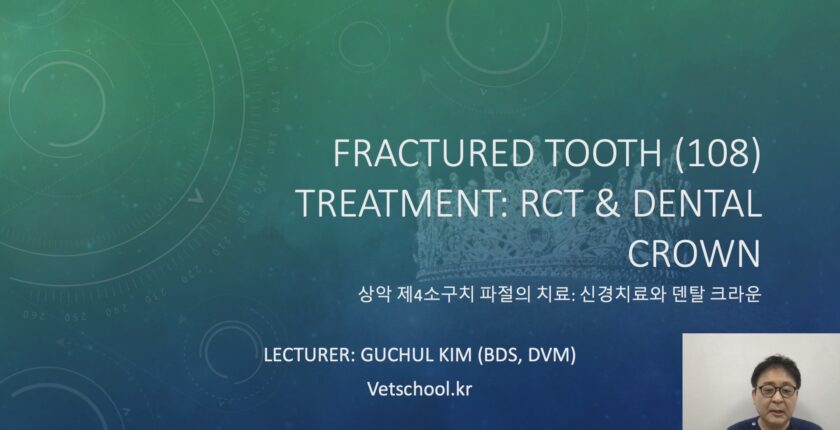 FRACTURED TOOTH (108)
TREATMENT: RCT & DENTAL
CROWN
상악 제4소구치 파절의 치료: 신경치료와 덴탈 크라운
LECTURER: GUCHUL KIM (BDS, DVM)
Vetschool.kr